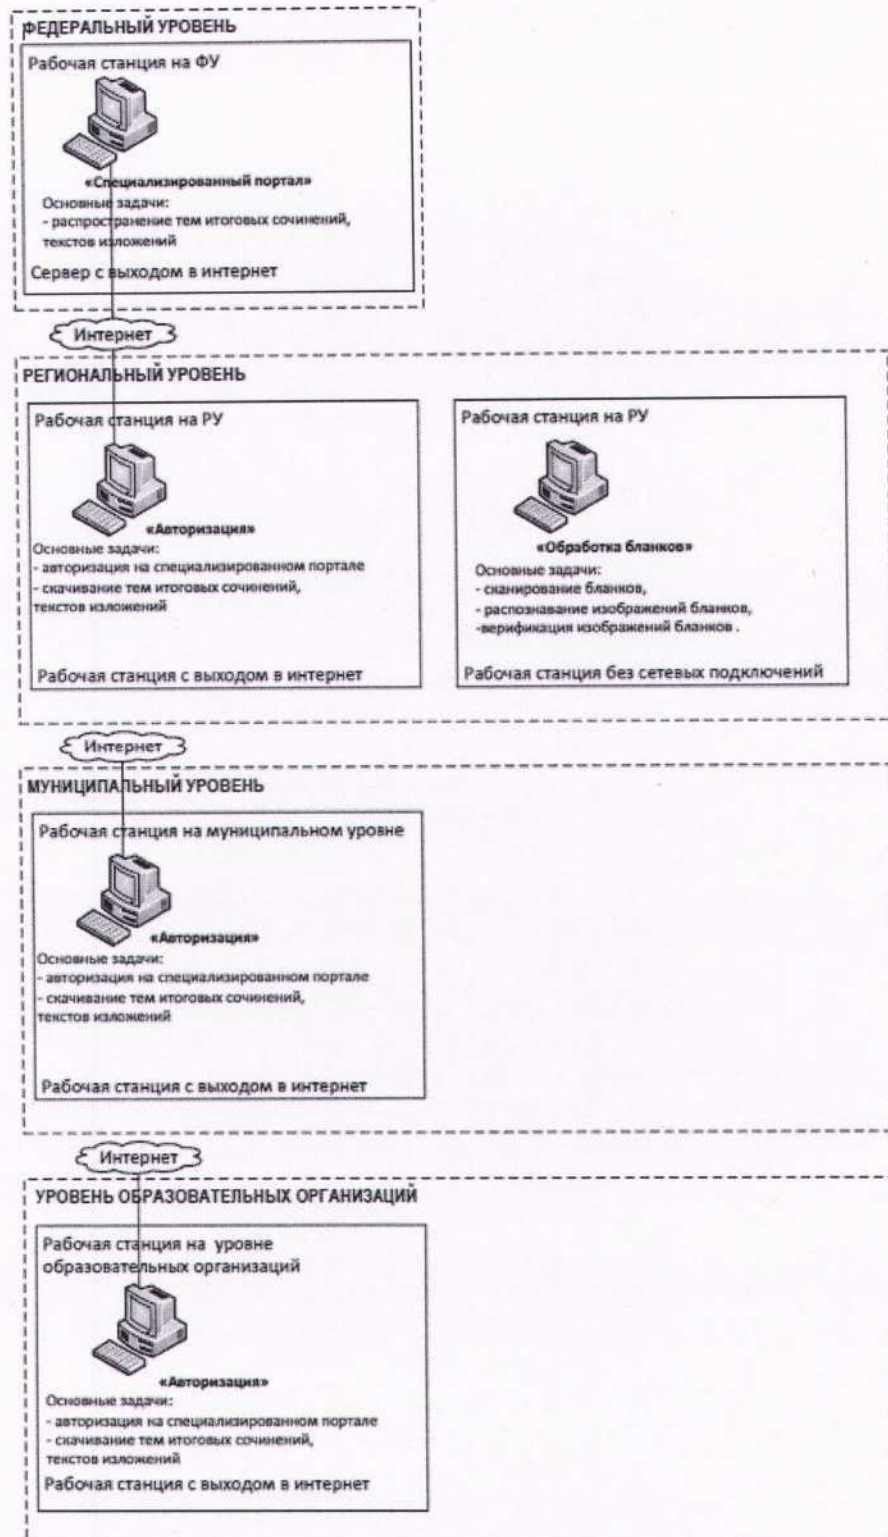 ФЕДЕРАЛЬНЫЙ УРОВЕНЬ
Рабочая станция на ФУ
«Специализированный портал»
Основные задачи:
- распространение тем итоговых сочинений,
текстов изложений
Сервер с выходом в интернет
Интернет
РЕГИОНАЛЬНЫЙ УРОВЕНЬ
Рабочая станция на РУ
«Авторизация»
Основные задачи:
- авторизация на специализированном портале
- скачивание тем итоговых сочинений,
текстов изложений
Рабочая станция с выходом в интернет
Рабочая станция на РУ
«Обработка бланков»
Основные задачи:
- сканирование бланков,
- распознавание изображений бланков,
-верификация изображений бланков .
Рабочая станция без сетевых подключений
Интернет
МУНИЦИПАЛЬНЫЙ УРОВЕНЬ
Рабочая станция на муниципальном уровне
«Авторизация»
Основные задачи:
- авторизация на специализированном портале
- скачивание тем итоговых сочинений,
текстов изложений
Рабочая станция с выходом в интернет
Интернет
УРОВЕНЬ ОБРАЗОВАТЕЛЬНЫХ ОРГАНИЗАЦИЙ
Рабочая станция на уровне
образовательных организаций
«Авторизация»
Основные задачи:
- авторизация на специализированном портале
- скачивание тем итоговых сочинений,
текстов изложений
Рабочая станция с выходом в интернет